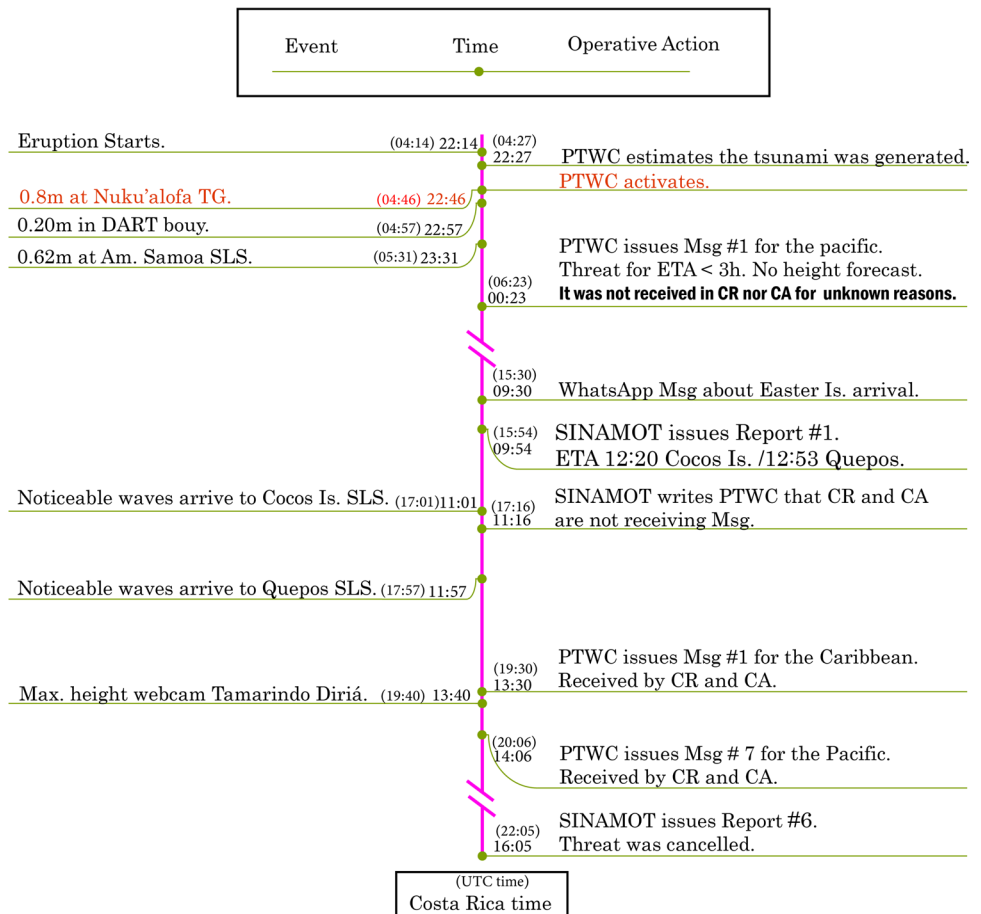 Event Time Operative Action
Eruption Starts. (04:14) 22:14
(04:27)
22:27 PTWC estimates the tsunami was generated.
PTWC activates.
0.8m at Nuku'alofa TG. (04:46) 22:46
0.20m in DART bouy. (04:57) 22:57
0.62m at Am. Samoa SLS. (05:31) 23:31
PTWC issues Msg #1 for the pacific.
Threat for ETA < 3h. No height forecast.
(06:23)
00:23 It was not received in CR nor CA for unknown reasons.
(15:30)
09:30 WhatsApp Msg about Easter Is. arrival.
(15:54) SINAMOT issues Report #1.
09:54 ETA 12:20 Cocos Is. /12:53 Quepos.
Noticeable waves arrive to Cocos Is. SLS. (17:01)11:01
(17:16) SINAMOT writes PTWC that CR and CA
11:16 are not receiving Msg.
Noticeable waves arrive to Quepos SLS. (17:57) 11:57
(19:30) PTWC issues Msg #1 for the Caribbean.
13:30 Received by CR and CA.
Max. height webcam Tamarindo Diriá. (19:40) 13:40
(20:06)
14:06 PTWC issues Msg # 7 for the Pacific.
Received by CR and CA.
(22:05) SINAMOT issues Report #6.
16:05 Threat was cancelled.
(UTC time)
Costa Rica time